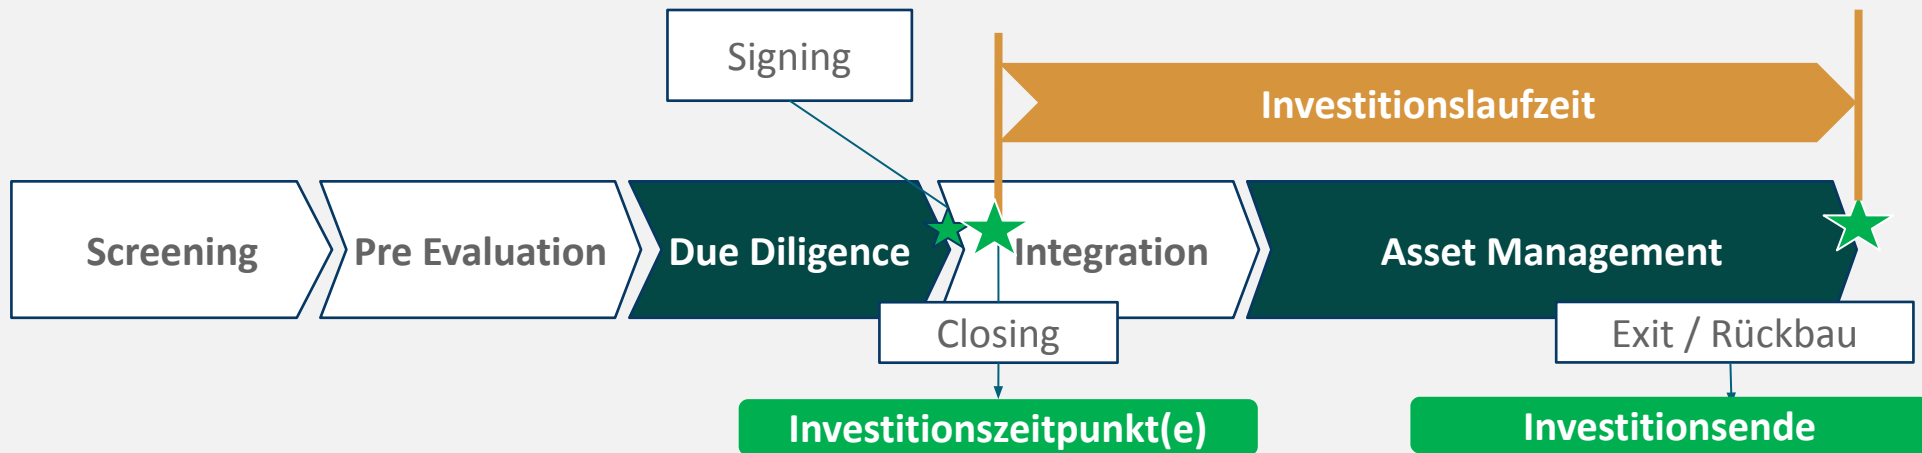 Signing
Investitionslaufzeit
Screening
Pre Evaluation
Due Diligence
Integration
Asset Management
Closing
Exit / Rückbau
Investitionszeitpunkt(e)
Investitionsende